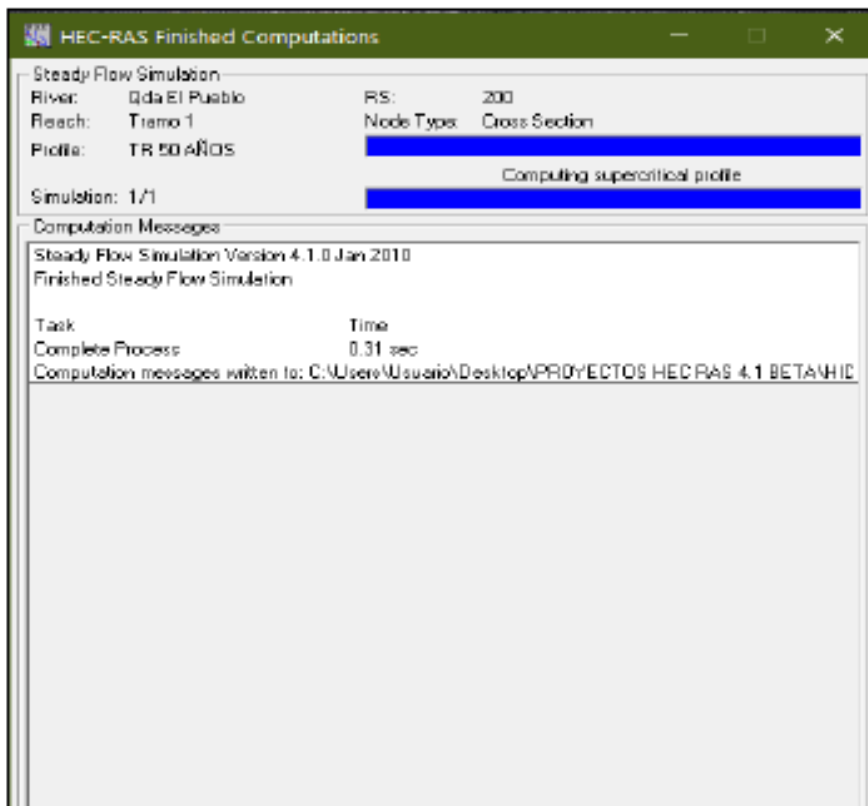 HEC-RAS Finished Computations
Steady Flow Simulation
River: Qda El Pueblo RS: 200
Reach: Tramo 1 Node Type: Cross Section
Profile: TR 50 AÑOS
Computing supercritical profile
Simulation: 1/1
Computation Messages
Steady Flow Simulation Version 4.1.0 Jan 2010
Finished Steady Flow Simulation
Task Time
Complete Process 0.31 sec
Computation messages written to: C:\Users\Usuario\Desktop\PROYECTOS HEC RAS 4.1 BETA\HID